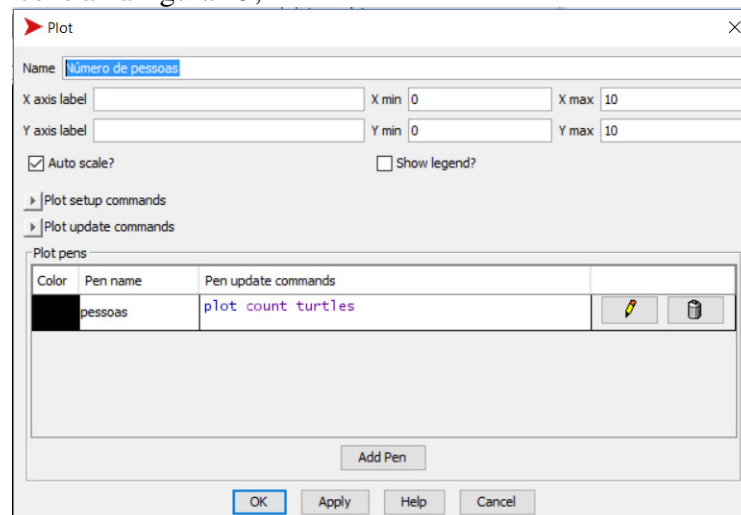 Plot
Name Número de pessoas
X axis label X min 0 X max 10
Y axis label Y min 0 Y max 10
Auto scale? Show legend?
Plot setup commands
Plot update commands
Plot pens
Color Pen name Pen update commands
pessoas plot count turtles
Add Pen
OK Apply Help Cancel